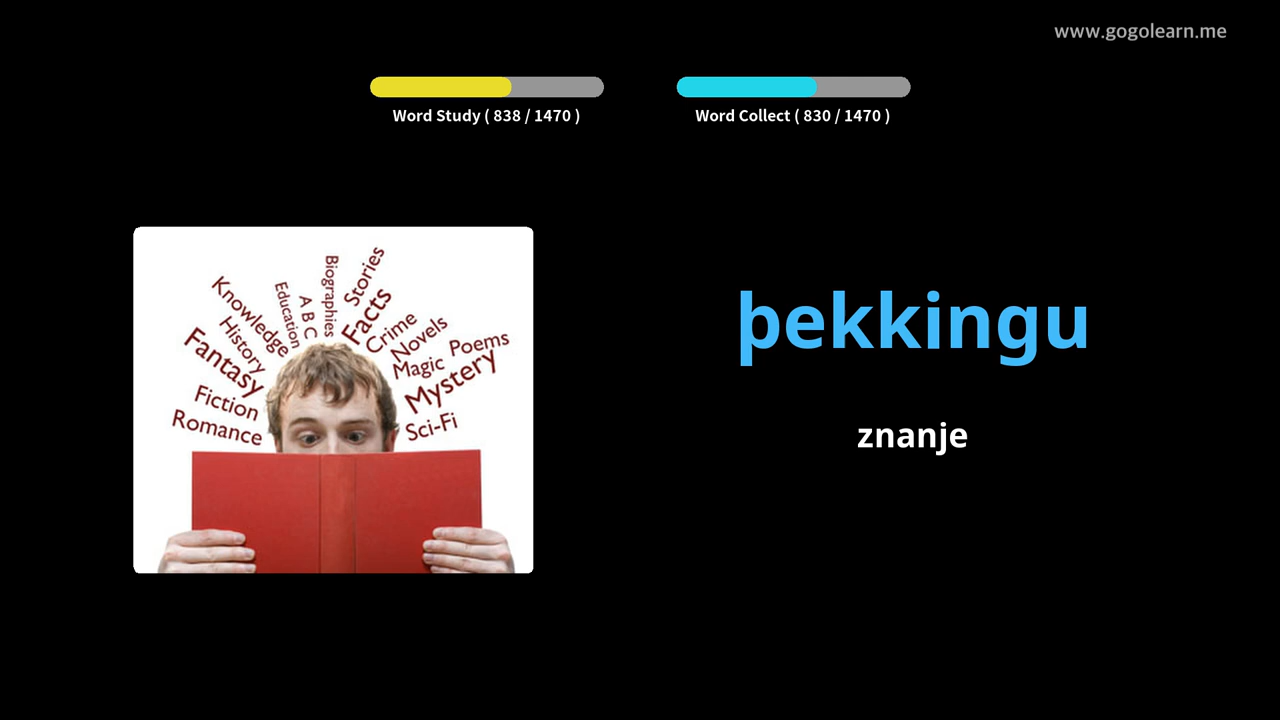 www.gogolearn.me
Word Study ( 838 / 1470 )
Word Collect ( 830 / 1470 )
Biographies
Stories
Knowledge
Education
A B C
Facts
History
Crime
Novels
Fantasy
Magic
Poems
Fiction
Mystery
Romance
Sci-Fi
þekkingu
znanje